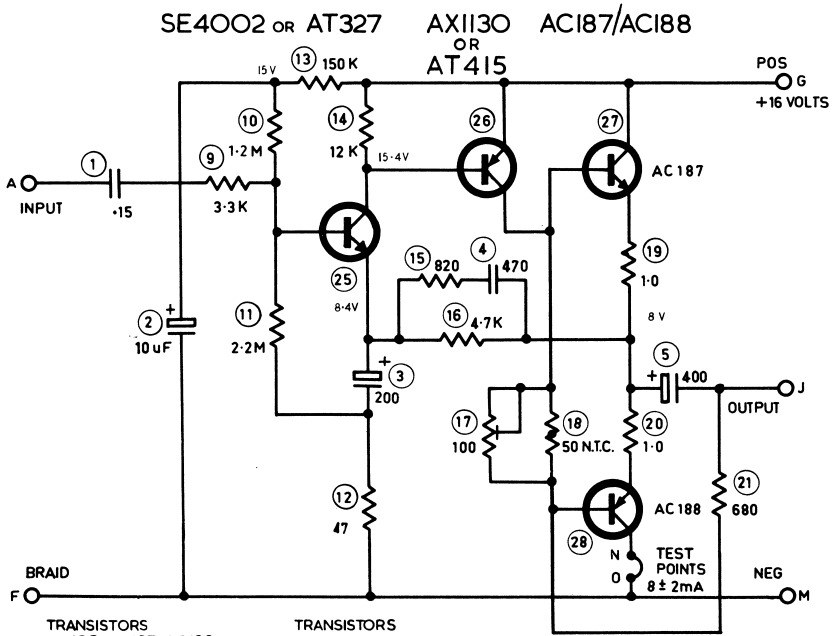 SE4002 OR AT327 AX1130 OR AT415 AC187/AC188
13 150 K
15V
POS
G
+16 VOLTS
10
1·2 M
14
12 K
15·4V
26
27
AC187
1
·15
9
3·3K
A
INPUT
25
8·4V
15
820
4
470
19
1·0
16
4·7K
8V
2
10uF
11
2·2M
3
200
5
400
J
OUTPUT
17
100
18
50 N.T.C.
20
1·0
21
680
12
47
AC188
28
N
O
TEST
POINTS
8 ± 2mA
BRAID
F
NEG
M
TRANSISTORS TRANSISTORS